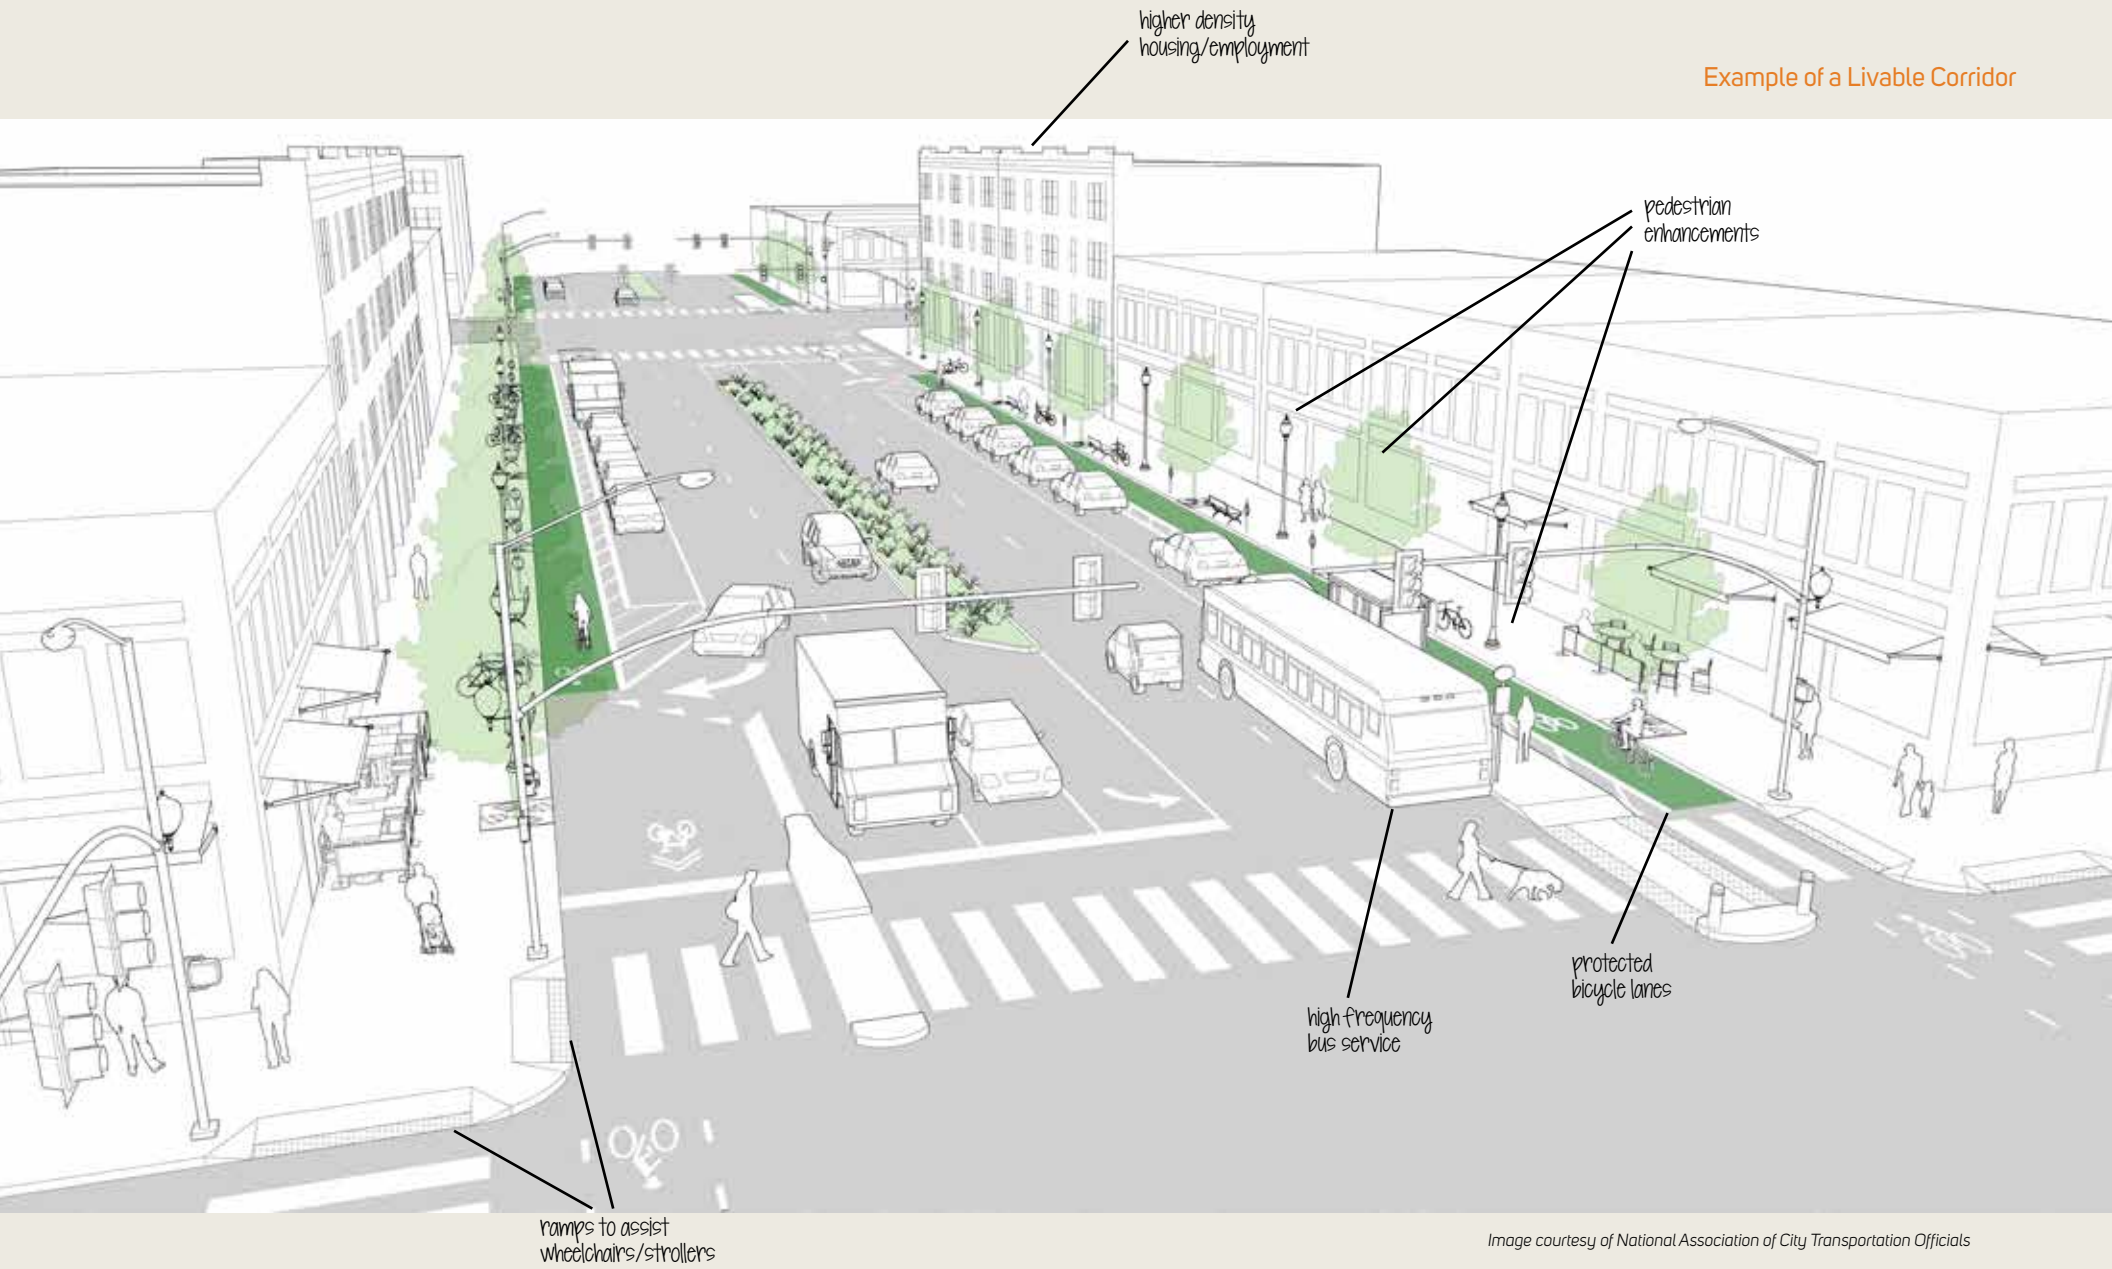 higher density
housing/employment
Example of a Livable Corridor
pedestrian
enhancements
protected
bicycle lanes
high frequency
bus service
ramps to assist
wheelchairs/strollers
Image courtesy of National Association of City Transportation Officials